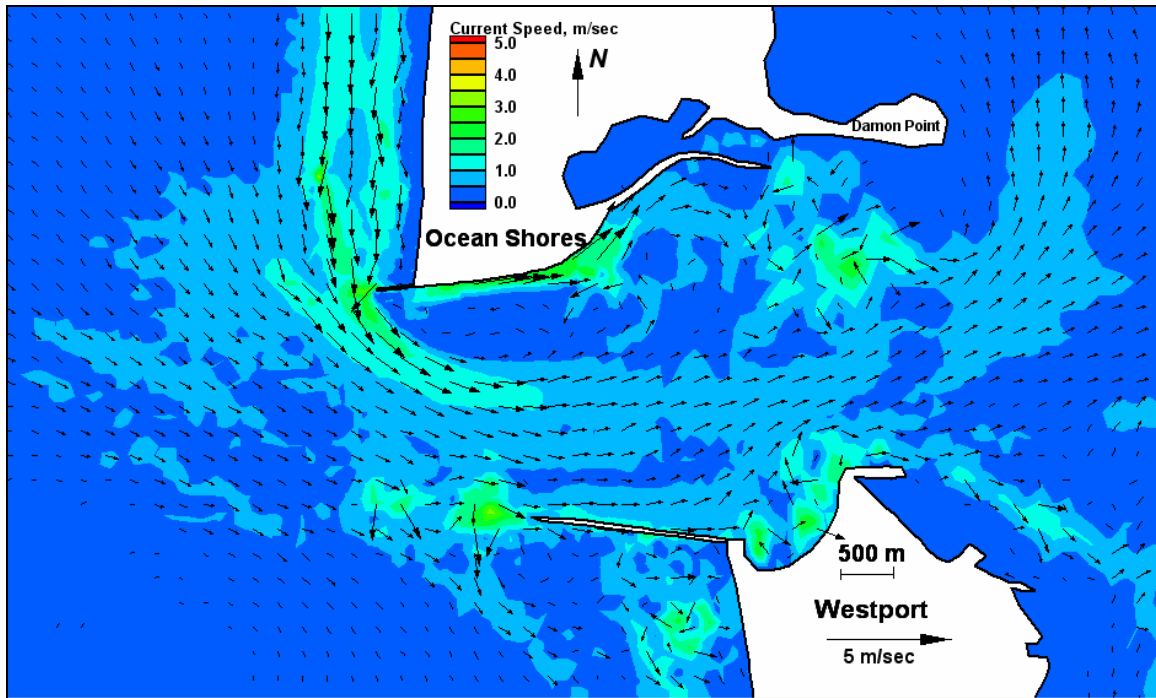 Current Speed, m/sec
5.0
4.0
3.0
2.0
1.0
0.0
N
Damon Point
Ocean Shores
500 m
Westport
5 m/sec